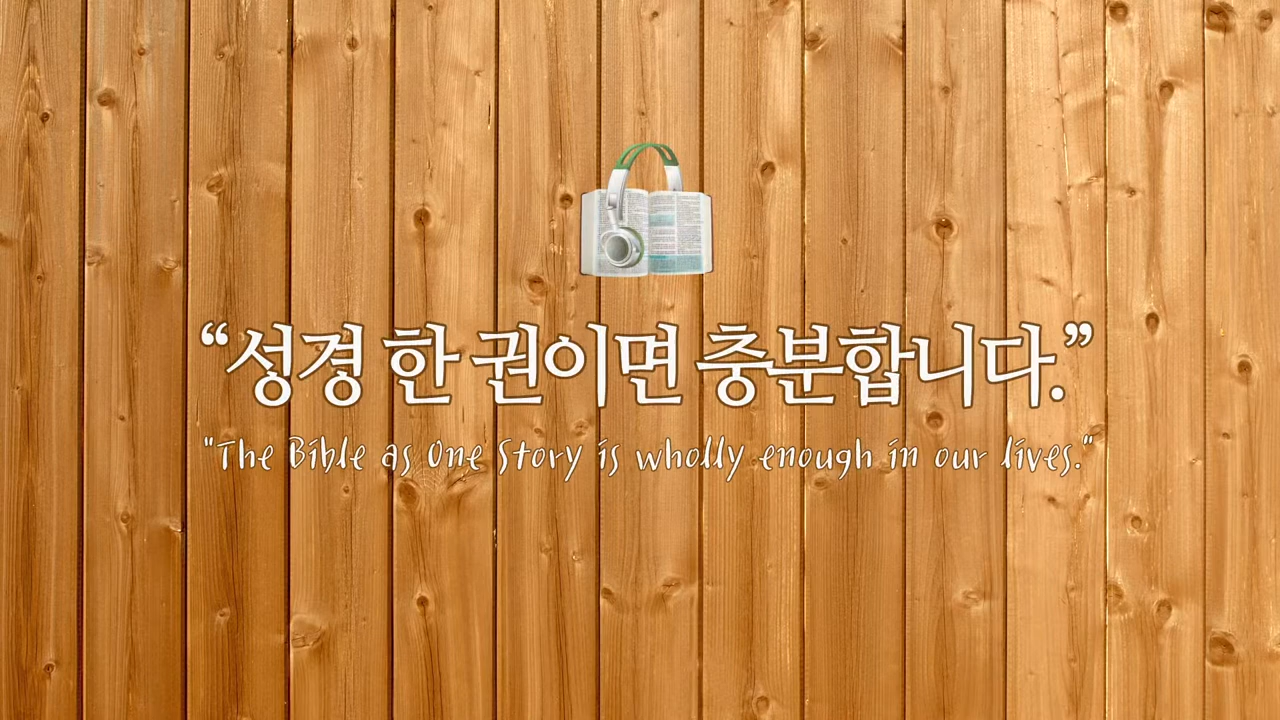 “성경 한 권이면 충분합니다.”
"The Bible as One Story is wholly enough in our lives."